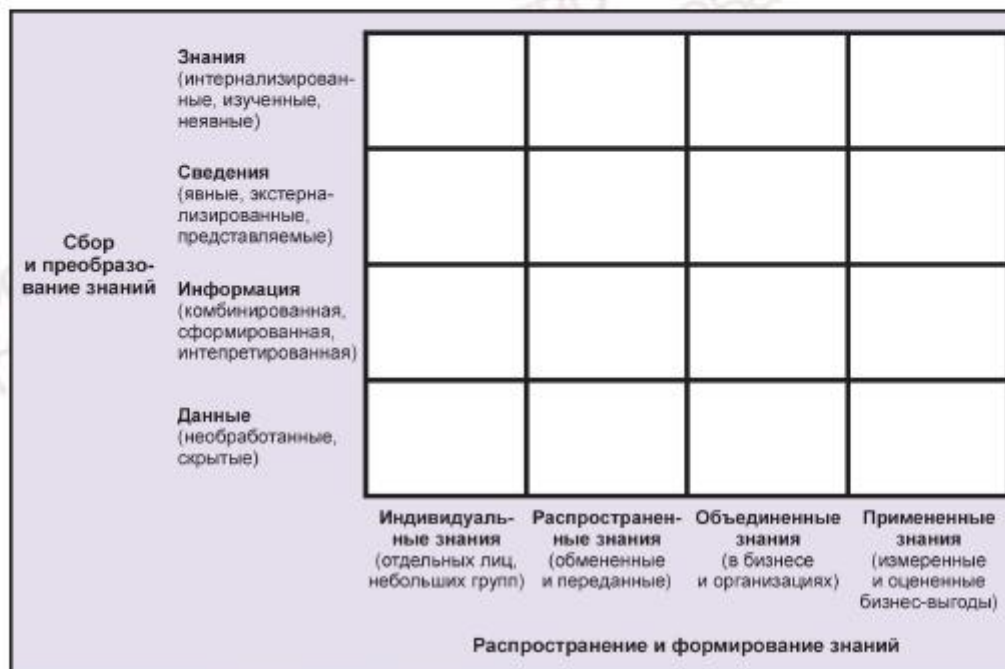 Знания
(интернализирован-
ные, изученные,
неявные)
Сведения
(явные, экстерна-
лизированные,
представляемые)
Сбор
и преобразо-
вание знаний
Информация
(комбинированная,
сформированная,
интепретированная)
Данные
(необработанные,
скрытые)
Индивидуаль-
ные знания
(отдельных лиц,
небольших групп)
Распространен-
ные знания
(обмененные
и переданные)
Объединенные
знания
(в бизнесе
и организациях)
Примененные
знания
(измеренные
и оцененные
бизнес-выгоды)
Распространение и формирование знаний